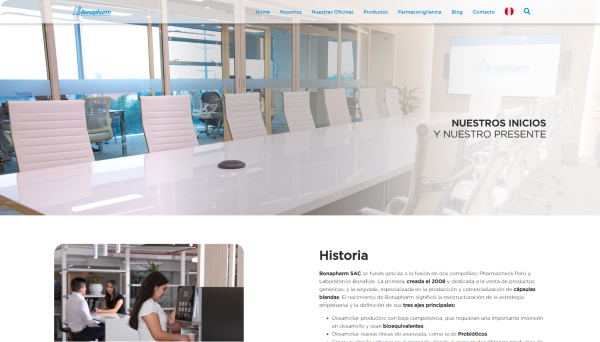 Bonapharm
Home Nosotros Nuestras Oficinas Productos Farmacovigilancia Blog Contacto
Bonapharm
NUESTROS INICIOS
Y NUESTRO PRESENTE
Historia
Bonapharm SAC se funda gracias a la fusión de dos compañías: Pharmacheck Perú y
Laboratorios Bonafide. La primera, creada el 2008 y dedicada a la venta de productos
genéricos; y la segunda, especializada en la producción y comercialización de cápsulas
blandas. El nacimiento de Bonapharm significó la reestructuración de la estrategia
empresarial y la definición de sus tres ejes principales:
Desarrollar productos con baja competencia, que requieran una importante inversión
en desarrollo y sean bioequivalentes.
Desarrollar nuevas líneas de avanzada, como la de Probióticos.